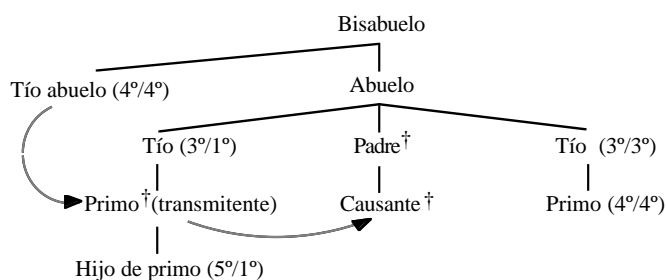 Bisabuelo
Tío abuelo (4º/4º)
Abuelo
Tío (3º/1º)
Padre†
Tío (3º/3º)
Primo†(transmitente)
Causante †
Primo (4º/4º)
Hijo de primo (5º/1º)